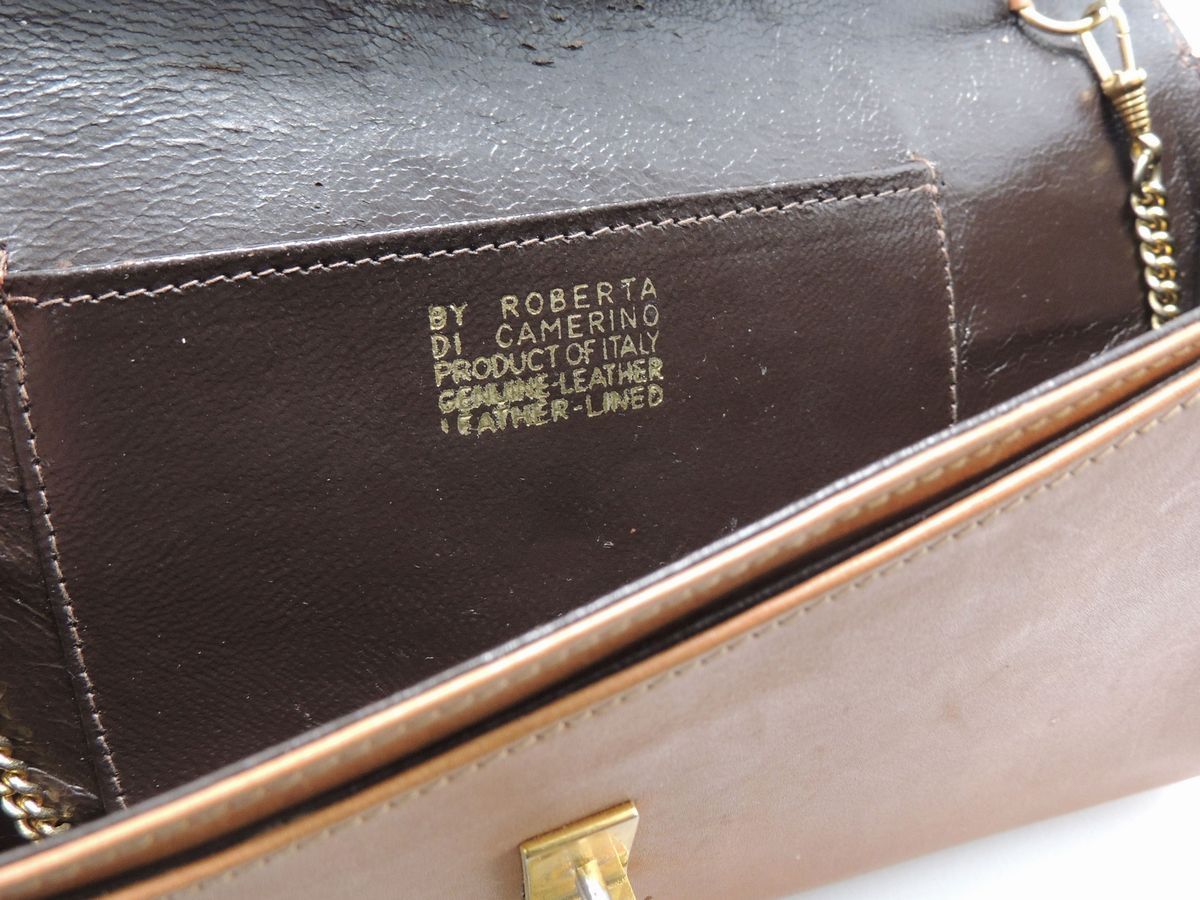 BY ROBERTA
DI CAMERINO
PRODUCT OF ITALY
GENUINE-LEATHER
LEATHER-LINED